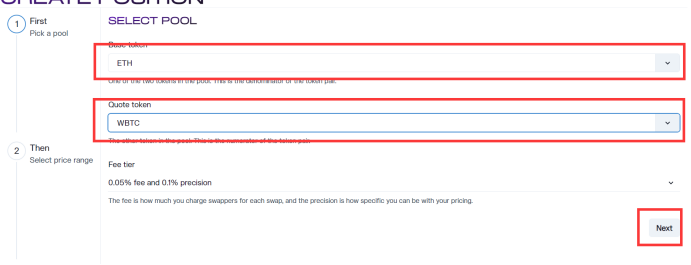 CREATE POSITION
1
First
Pick a pool
SELECT POOL
Base token
ETH
One of the two tokens in the pool. This is the denominator of the token pair.
Quote token
WBTC
The other token in the pool. This is the numerator of the token pair.
2
Then
Select price range
Fee tier
0.05% fee and 0.1% precision
The fee is how much you charge swappers for each swap, and the precision is how specific you can be with your pricing.
Next